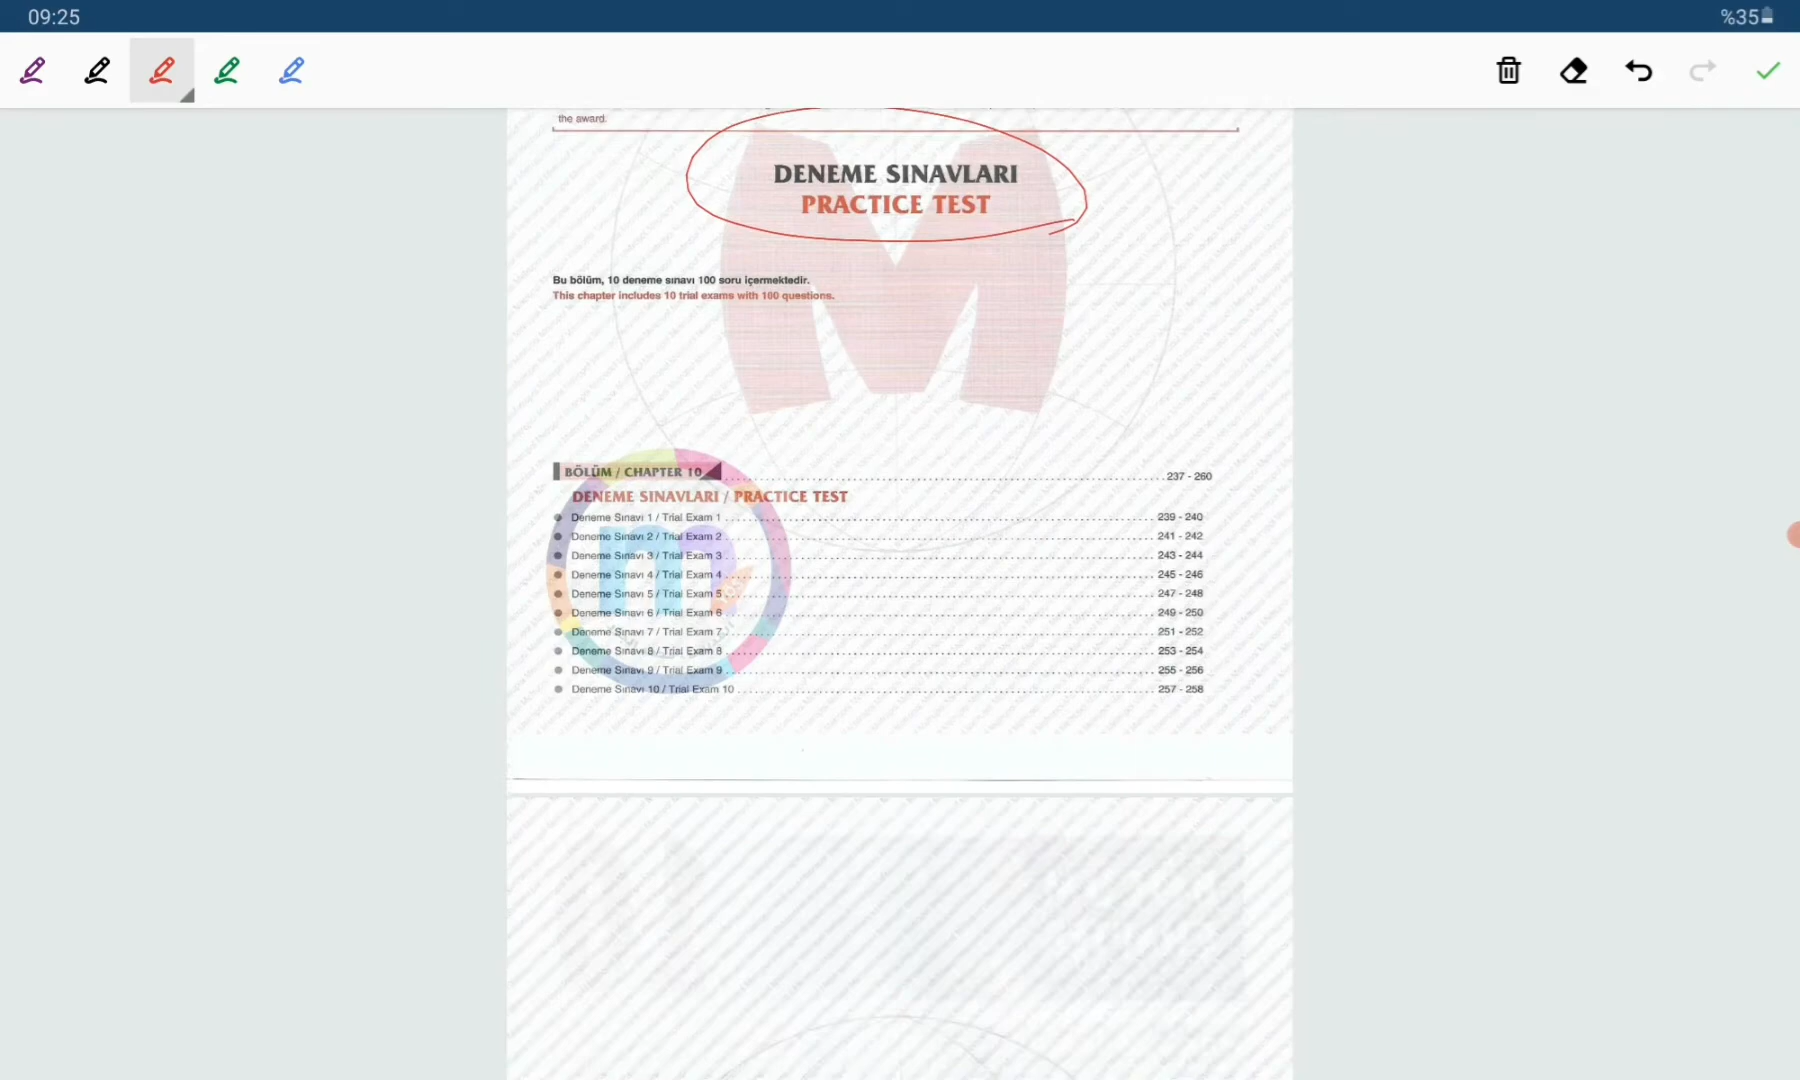 09:25
%35
the award.
DENEME SINAVLARI
PRACTICE TEST
Bu bölüm, 10 deneme sınavı 100 soru içermektedir.
This chapter includes 10 trial exams with 100 questions.
BÖLÜM / CHAPTER 10 237 - 260
DENEME SINAVLARI / PRACTICE TEST
Deneme Sınavı 1 / Trial Exam 1 239 - 240
Deneme Sınavı 2 / Trial Exam 2 241 - 242
Deneme Sınavı 3 / Trial Exam 3 243 - 244
Deneme Sınavı 4 / Trial Exam 4 245 - 246
Deneme Sınavı 5 / Trial Exam 5 247 - 248
Deneme Sınavı 6 / Trial Exam 6 249 - 250
Deneme Sınavı 7 / Trial Exam 7 251 - 252
Deneme Sınavı 8 / Trial Exam 8 253 - 254
Deneme Sınavı 9 / Trial Exam 9 255 - 256
Deneme Sınavı 10 / Trial Exam 10 257 - 258